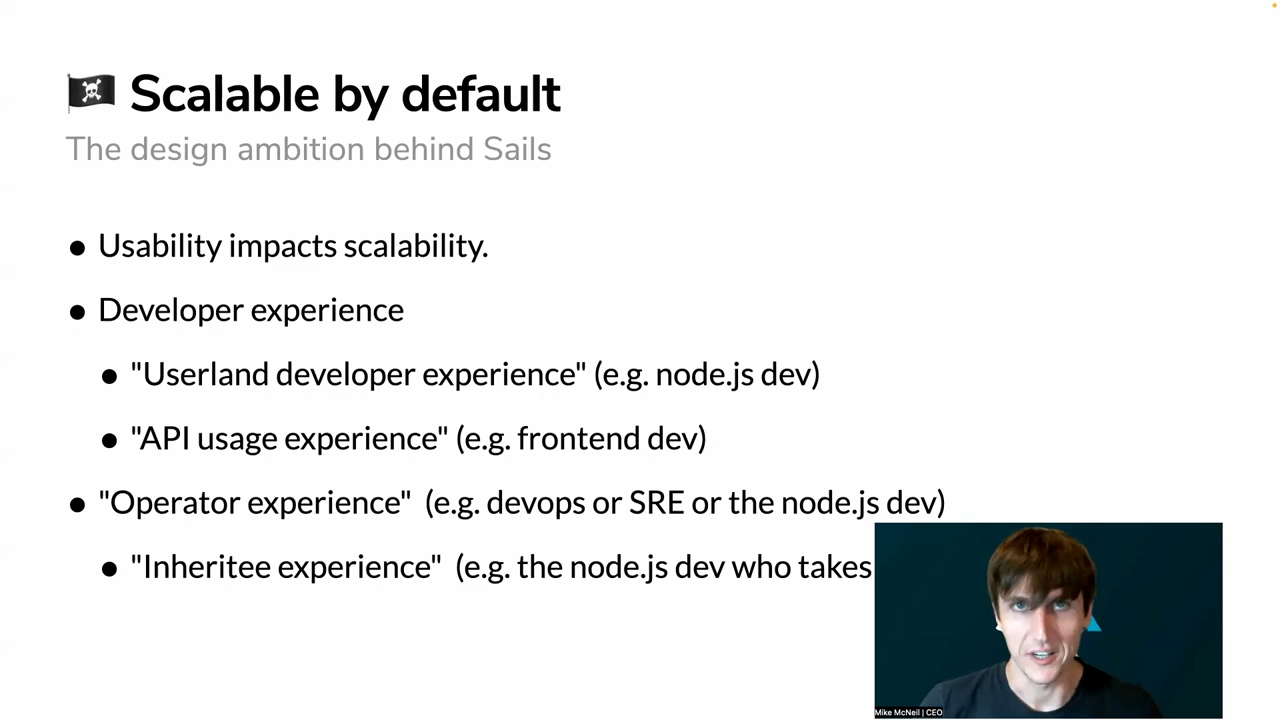 Scalable by default
The design ambition behind Sails
Usability impacts scalability.
Developer experience
"Userland developer experience" (e.g. node.js dev)
"API usage experience" (e.g. frontend dev)
"Operator experience" (e.g. devops or SRE or the node.js dev)
"Inheritee experience" (e.g. the node.js dev who takes
Mike McNeil | CEO